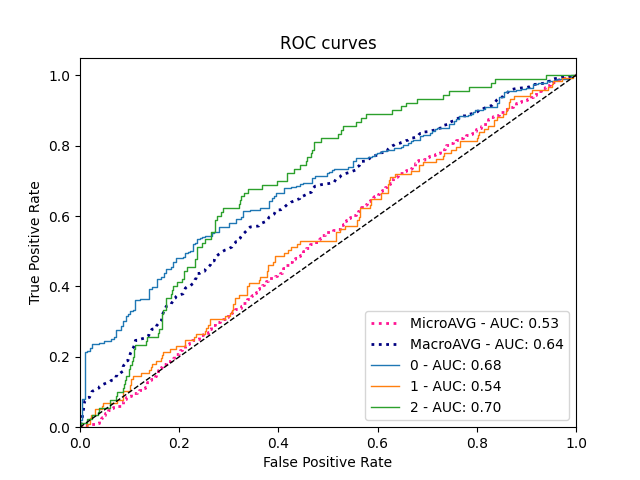 ROC curves
True Positive Rate
1.0
0.8
0.6
0.4
0.2
0.0
0.0 0.2 0.4 0.6 0.8 1.0
False Positive Rate
MicroAVG - AUC: 0.53
MacroAVG - AUC: 0.64
0 - AUC: 0.68
1 - AUC: 0.54
2 - AUC: 0.70